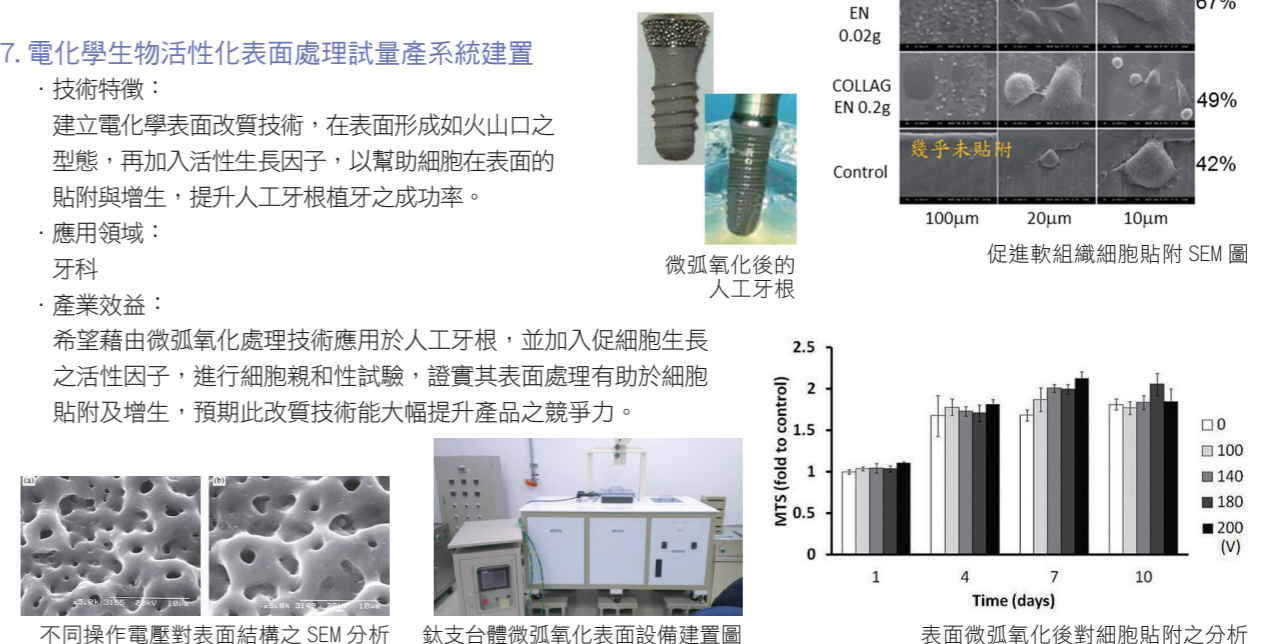 7. 電化學生物活性化表面處理試量產系統建置
·技術特徵：
建立電化學表面改質技術，在表面形成如火山口之
型態，再加入活性生長因子，以幫助細胞在表面的
貼附與增生，提升人工牙根植牙之成功率。
·應用領域：
牙科
·產業效益：
希望藉由微弧氧化處理技術應用於人工牙根，並加入促細胞生長
之活性因子，進行細胞親和性試驗，證實其表面處理有助於細胞
貼附及增生，預期此改質技術能大幅提升產品之競爭力。
微弧氧化後的
人工牙根
EN
0.02g
67%
COLLAG
EN 0.2g
49%
Control
幾乎未貼附
42%
100μm 20μm 10μm
促進軟組織細胞貼附 SEM 圖
(a)
(b)
不同操作電壓對表面結構之 SEM 分析
鈦支台體微弧氧化表面設備建置圖
MTS (fold to control)
2.5
2
1.5
1
0.5
0
1 4 7 10
Time (days)
0
100
140
180
200
(V)
表面微弧氧化後對細胞貼附之分析